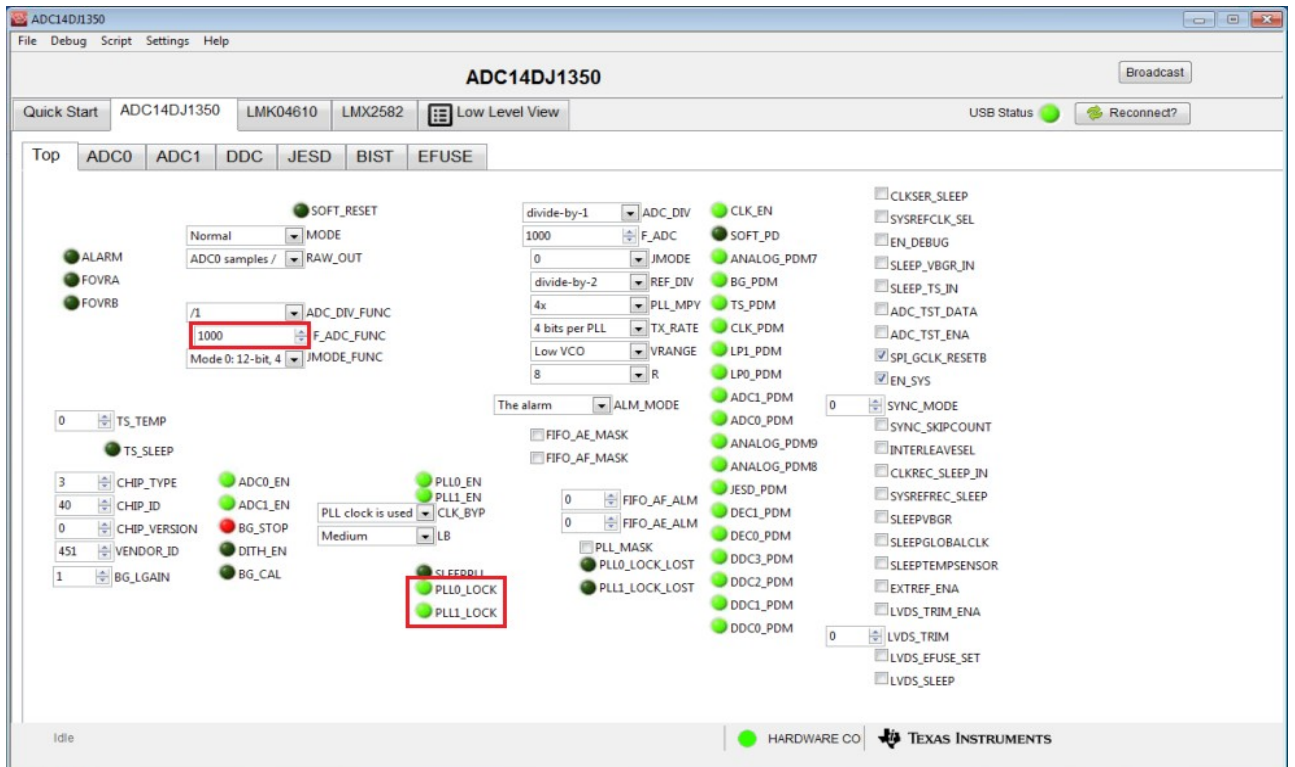 ADC14DJ1350
File Debug Script Settings Help
ADC14DJ1350
Broadcast
Quick Start ADC14DJ1350 LMK04610 LMX2582 Low Level View USB Status Reconnect?
Top ADC0 ADC1 DDC JESD BIST EFUSE
SOFT_RESET
Normal MODE
ALARM ADC0 samples / RAW_OUT
FOVRA
FOVRB
/1 ADC_DIV_FUNC
1000 F_ADC_FUNC
Mode 0: 12-bit, 4 JMODE_FUNC
0 TS_TEMP
TS_SLEEP
3 CHIP_TYPE
40 CHIP_ID
0 CHIP_VERSION
451 VENDOR_ID
1 BG_LGAIN
ADC0_EN
ADC1_EN
BG_STOP
DITH_EN
BG_CAL
PLL0_EN
PLL1_EN
PLL clock is used CLK_BYP
Medium LB
SLEEPPLL
PLL0_LOCK
PLL1_LOCK
divide-by-1 ADC_DIV
1000 F_ADC
0 JMODE
divide-by-2 REF_DIV
4x PLL_MPY
4 bits per PLL TX_RATE
Low VCO VRANGE
8 R
The alarm ALM_MODE
FIFO_AE_MASK
FIFO_AF_MASK
0 FIFO_AF_ALM
0 FIFO_AE_ALM
PLL_MASK
PLL0_LOCK_LOST
PLL1_LOCK_LOST
CLK_EN
SOFT_PD
ANALOG_PDM7
BG_PDM
TS_PDM
CLK_PDM
LP1_PDM
LP0_PDM
ADC1_PDM
ADC0_PDM
ANALOG_PDM9
ANALOG_PDM8
JESD_PDM
DEC1_PDM
DEC0_PDM
DDC3_PDM
DDC2_PDM
DDC1_PDM
DDC0_PDM
CLKSER_SLEEP
SYSREFCLK_SEL
EN_DEBUG
SLEEP_VBGR_IN
SLEEP_TS_IN
ADC_TST_DATA
ADC_TST_ENA
SPI_GCLK_RESETB
EN_SYS
0 SYNC_MODE
SYNC_SKIPCOUNT
INTERLEAVESEL
CLKREC_SLEEP_IN
SYSREFREC_SLEEP
SLEEPVBGR
SLEEPGLOBALCLK
SLEEPTEMPSENSOR
EXTREF_ENA
LVDS_TRIM_ENA
0 LVDS_TRIM
LVDS_EFUSE_SET
LVDS_SLEEP
Idle HARDWARE CO TEXAS INSTRUMENTS